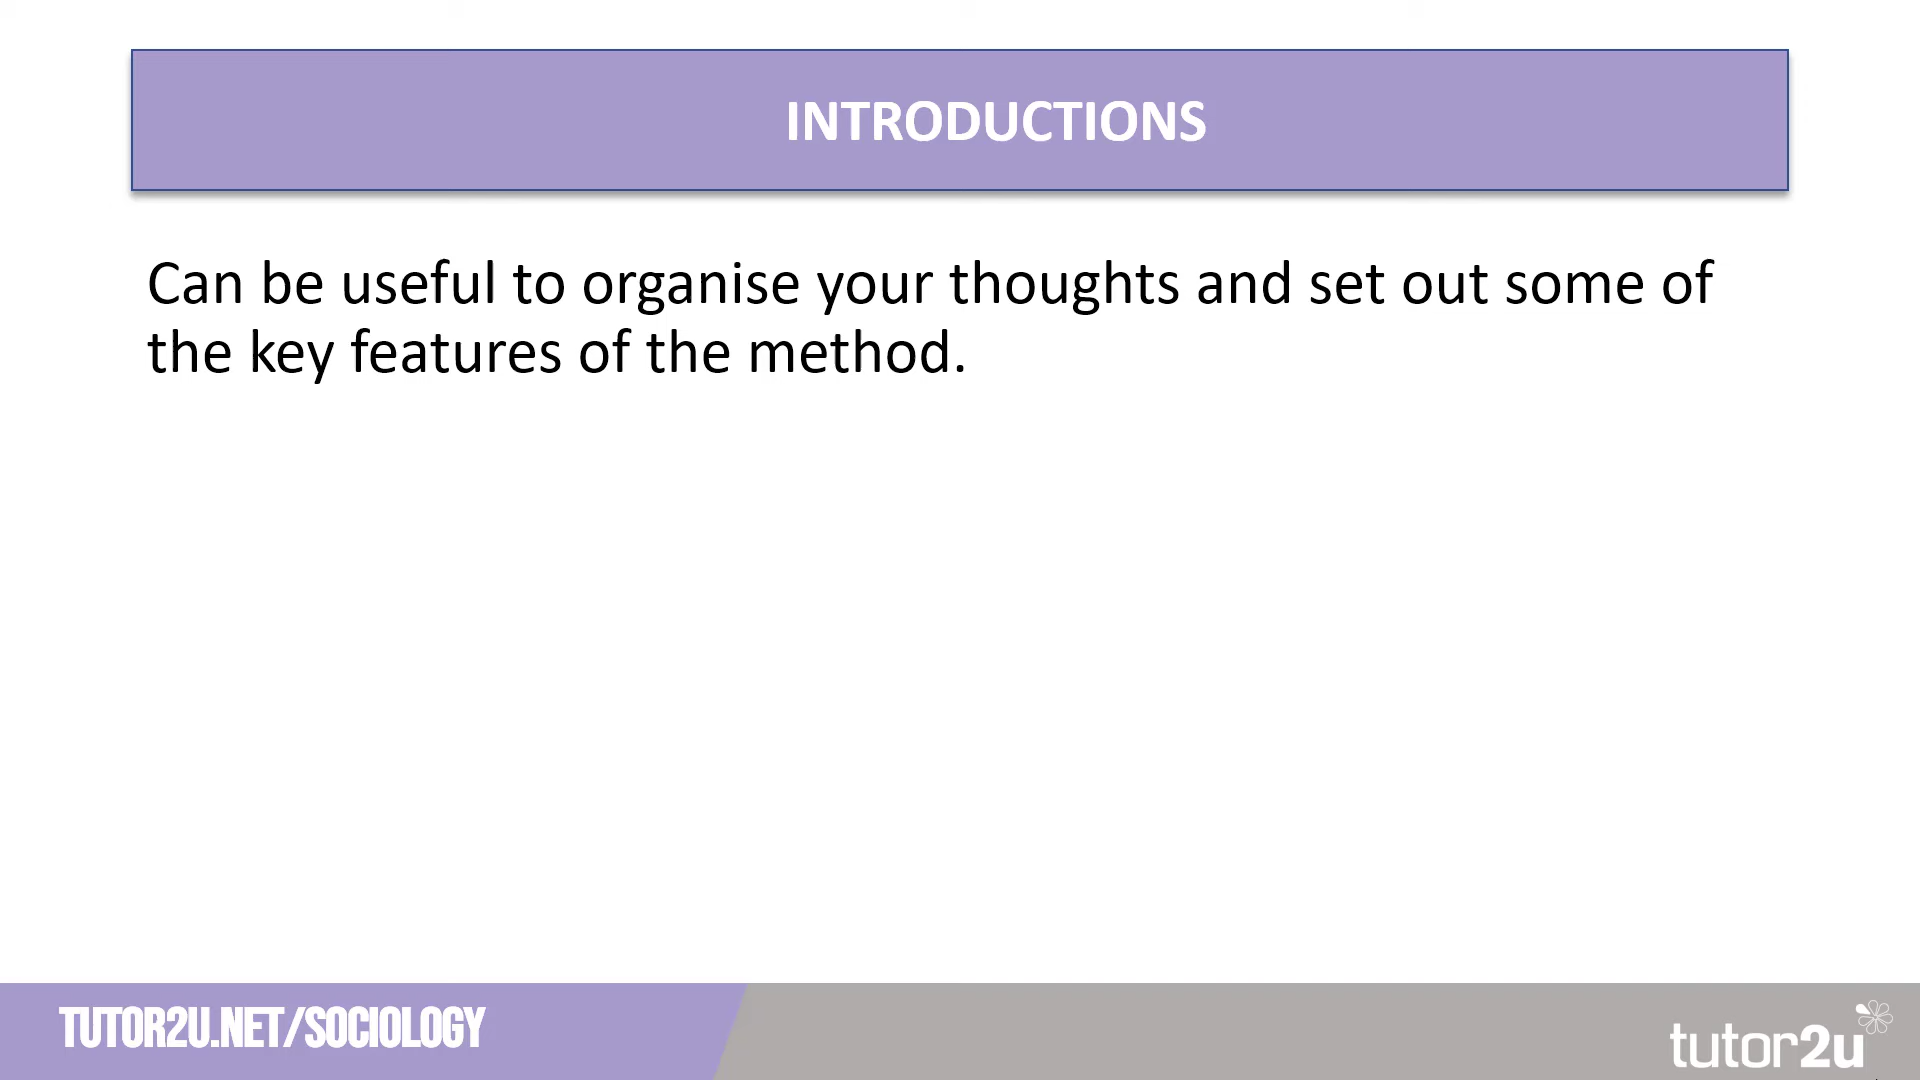 INTRODUCTIONS
Can be useful to organise your thoughts and set out some of
the key features of the method.
TUTOR2U.NET/SOCIOLOGY
tutor2u